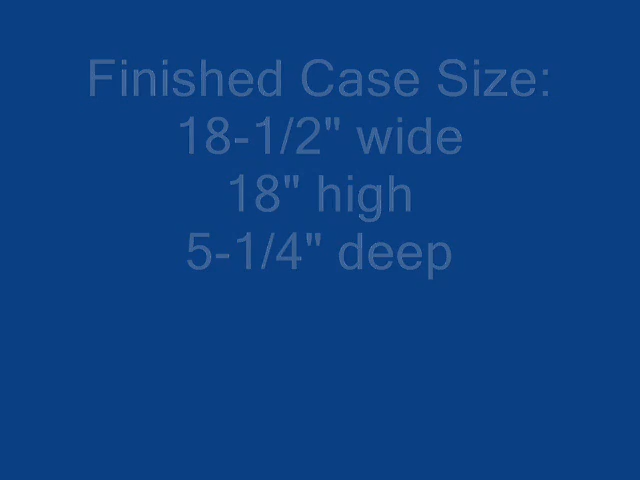 Finished Case Size:
18-1/2" wide
18" high
5-1/4" deep